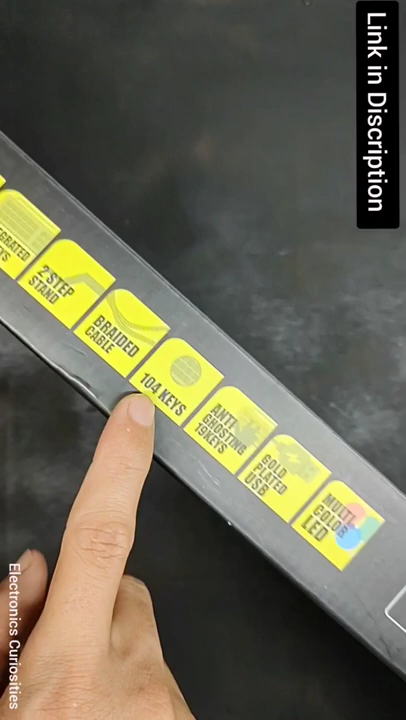 Link in Discription
EGRATED
2 STEP
STAND
BRAIDED
CABLE
104 KEYS
ANTI
GHOSTING
19KEYS
GOLD
PLATED
USB
MULTI
COLOR
LED
Electronics Curiosities